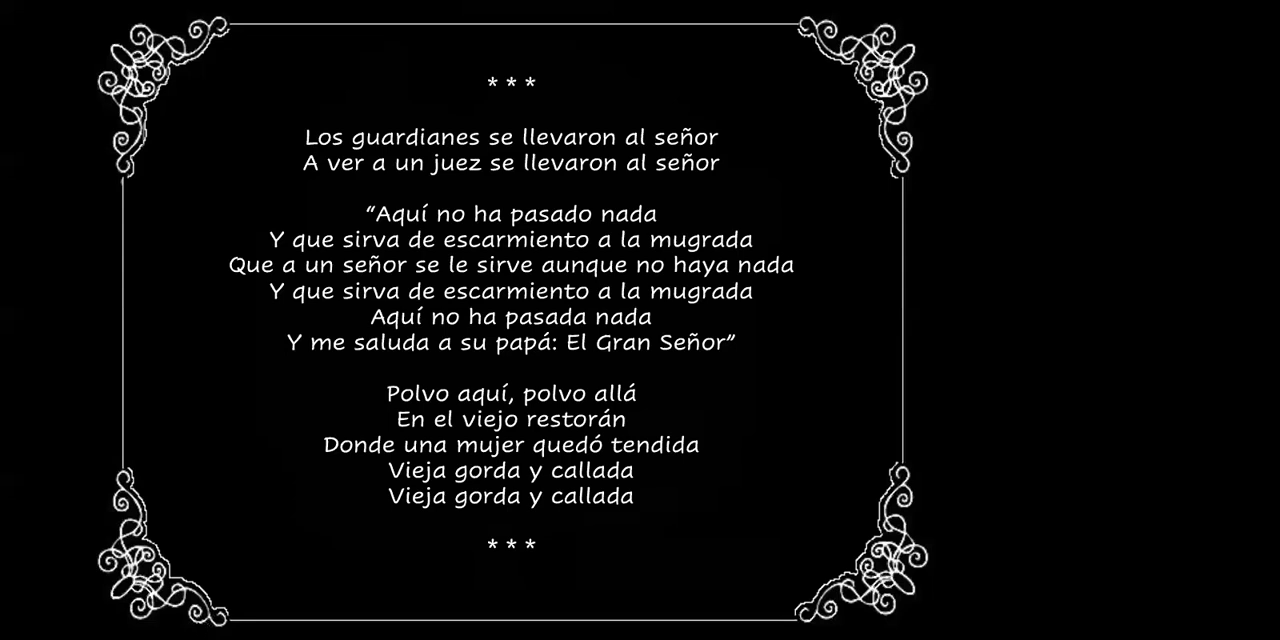 * * *
Los guardianes se llevaron al señor
A ver a un juez se llevaron al señor
“Aquí no ha pasado nada
Y que sirva de escarmiento a la mugrada
Que a un señor se le sirve aunque no haya nada
Y que sirva de escarmiento a la mugrada
Aquí no ha pasada nada
Y me saluda a su papá: El Gran Señor”
Polvo aquí, polvo allá
En el viejo restorán
Donde una mujer quedó tendida
Vieja gorda y callada
Vieja gorda y callada
* * *